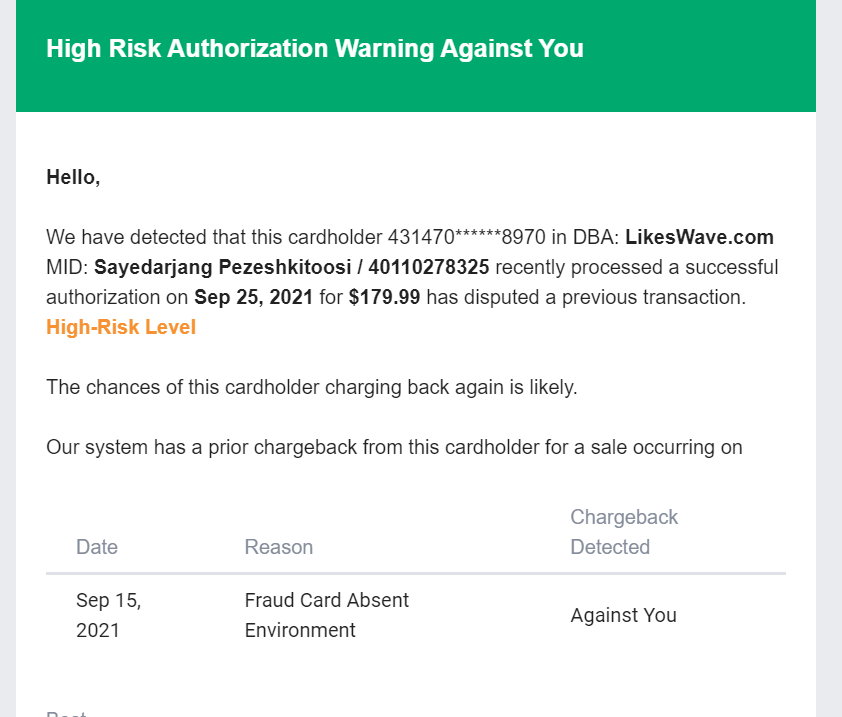 High Risk Authorization Warning Against You
Hello,
We have detected that this cardholder 431470******8970 in DBA: LikesWave.com
MID: Sayedarjang Pezeshkitoosi / 40110278325 recently processed a successful
authorization on Sep 25, 2021 for $179.99 has disputed a previous transaction.
High-Risk Level
The chances of this cardholder charging back again is likely.
Our system has a prior chargeback from this cardholder for a sale occurring on
Date Reason Chargeback
Detected
Sep 15,
2021
Fraud Card Absent
Environment
Against You